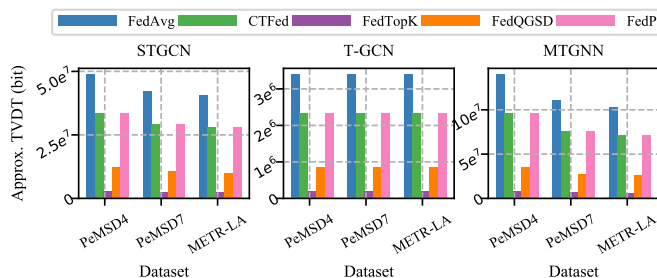 FedAvg CTFed FedTopK FedQGSD FedP
STGCN T-GCN MTGNN
Approx. TVDT (bit)
5.0e⁷
2.5e⁷
0
3e⁶
2e⁶
1e⁶
0
10e⁷
5e⁷
0
PeMSD4 PeMSD7 METR-LA
PeMSD4 PeMSD7 METR-LA
PeMSD4 PeMSD7 METR-LA
Dataset Dataset Dataset